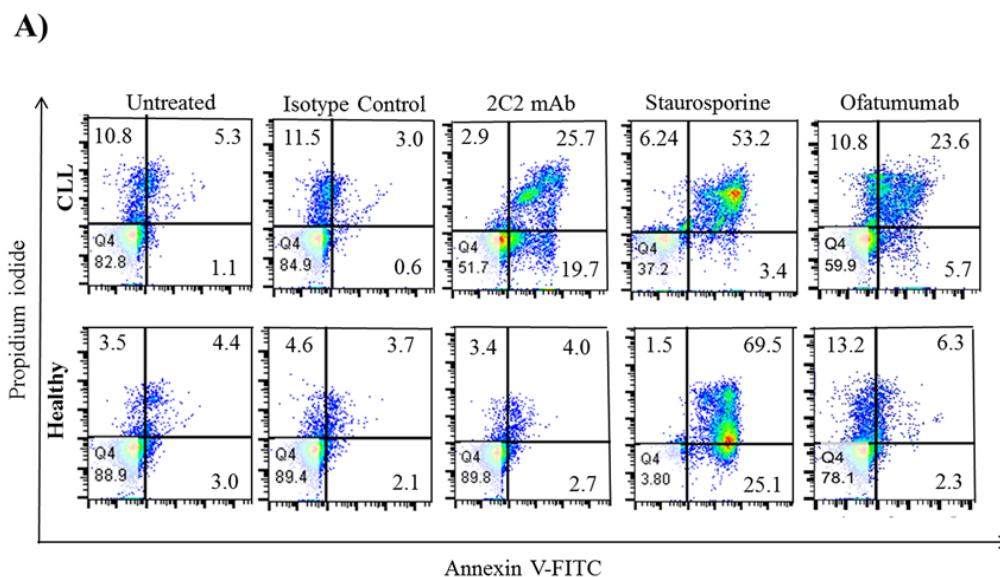 A)
Untreated Isotype Control 2C2 mAb Staurosporine Ofatumumab
CLL
10.8 5.3 11.5 3.0 2.9 25.7 6.24 53.2 10.8 23.6
Q4 Q4 Q4 Q4 Q4
82.8 84.9 51.7 37.2 59.9
1.1 0.6 19.7 3.4 5.7
Healthy
3.5 4.4 4.6 3.7 3.4 4.0 1.5 69.5 13.2 6.3
Q4 Q4 Q4 Q4 Q4
88.9 89.4 89.8 3.80 78.1
3.0 2.1 2.7 25.1 2.3
Propidium iodide
Annexin V-FITC